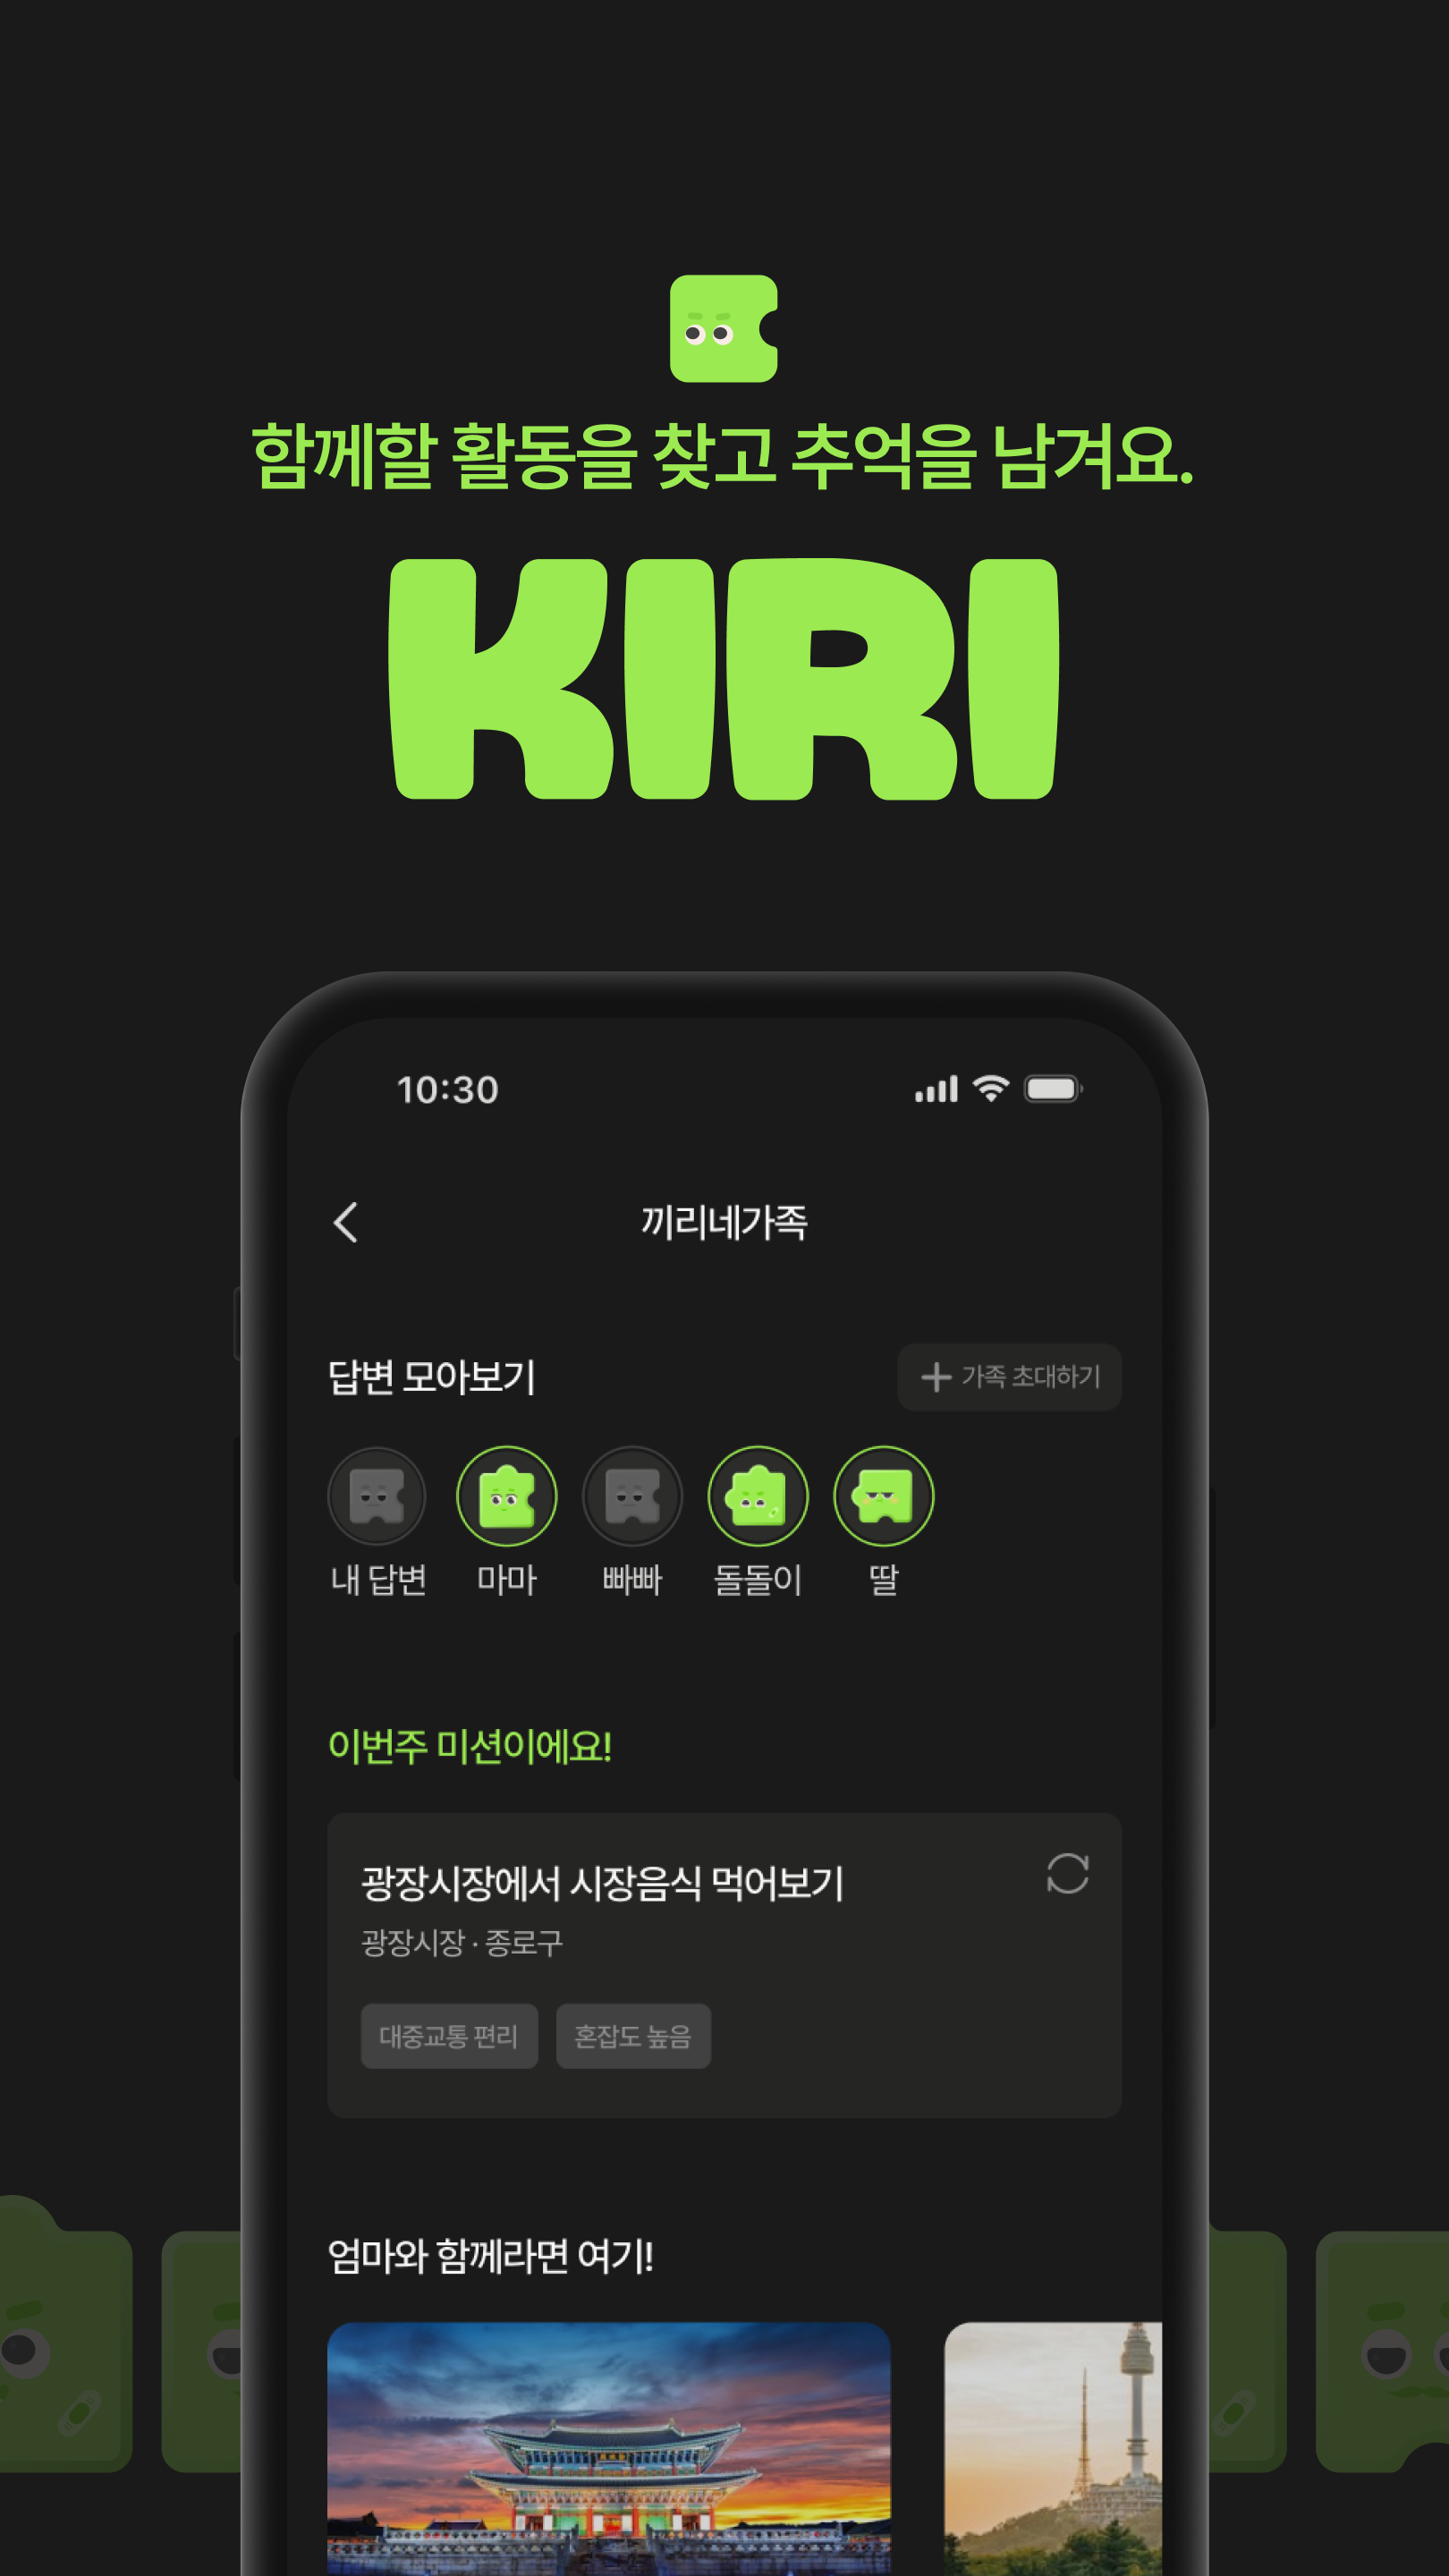 함께할 활동을 찾고 추억을 남겨요.
KIRI
10:30
끼리네가족
답변 모아보기
가족 초대하기
내 답변 마마 빠빠 돌돌이 딸
이번주 미션이에요!
광장시장에서 시장음식 먹어보기
광장시장 · 종로구
대중교통 편리 혼잡도 높음
엄마와 함께라면 여기!